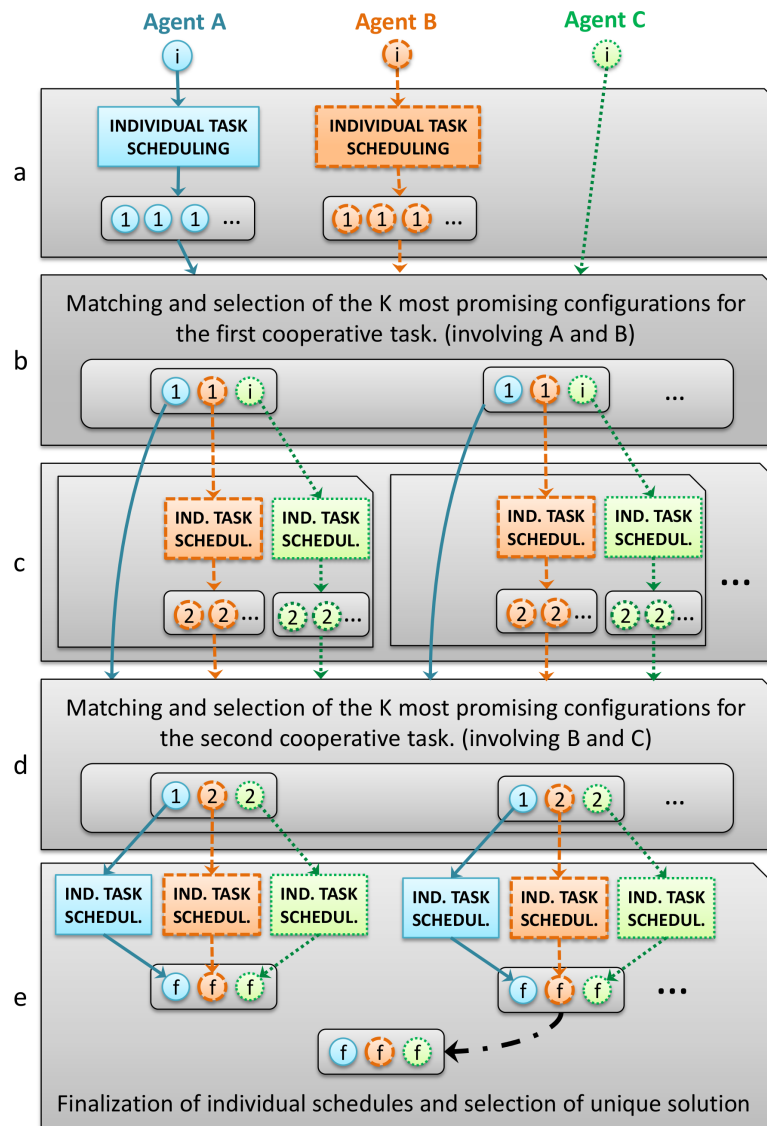 Agent A Agent B Agent C
i i i
a
INDIVIDUAL TASK SCHEDULING
INDIVIDUAL TASK SCHEDULING
1 1 1 ...
1 1 1 ...
b
Matching and selection of the K most promising configurations for
the first cooperative task. (involving A and B)
1 1 i
1 1 i
...
c
IND. TASK SCHEDUL.
IND. TASK SCHEDUL.
IND. TASK SCHEDUL.
IND. TASK SCHEDUL.
...
2 2 ...
2 2 ...
2 2 ...
2 2 ...
d
Matching and selection of the K most promising configurations for
the second cooperative task. (involving B and C)
1 2 2
1 2 2
...
e
IND. TASK SCHEDUL.
IND. TASK SCHEDUL.
IND. TASK SCHEDUL.
IND. TASK SCHEDUL.
IND. TASK SCHEDUL.
IND. TASK SCHEDUL.
f f f
f f f
...
f f f
Finalization of individual schedules and selection of unique solution